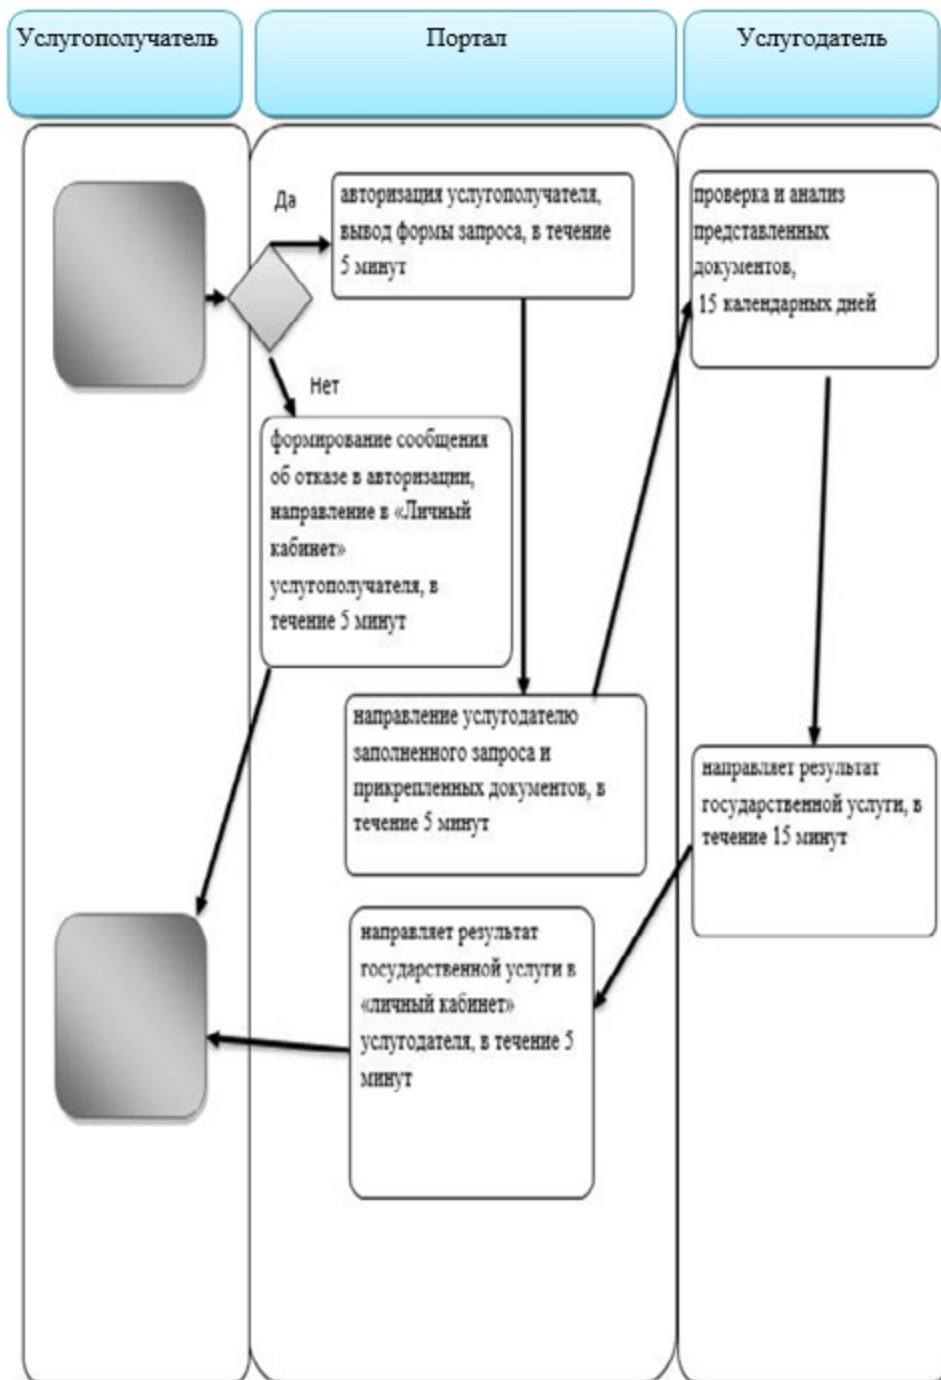 Услугополучатель
Портал
Услугодатель
Да
авторизация услугополучателя,
вывод формы запроса, в течение
5 минут
проверка и анализ
представленных
документов,
15 календарных дней
Нет
формирование сообщения
об отказе в авторизации,
направление в «Личный
кабинет»
услугополучателя, в
течение 5 минут
направление услугодателю
заполненного запроса и
прикрепленных документов, в
течение 5 минут
направляет результат
государственной услуги, в
течение 15 минут
направляет результат
государственной услуги в
«личный кабинет»
услугодателя, в течение 5
минут